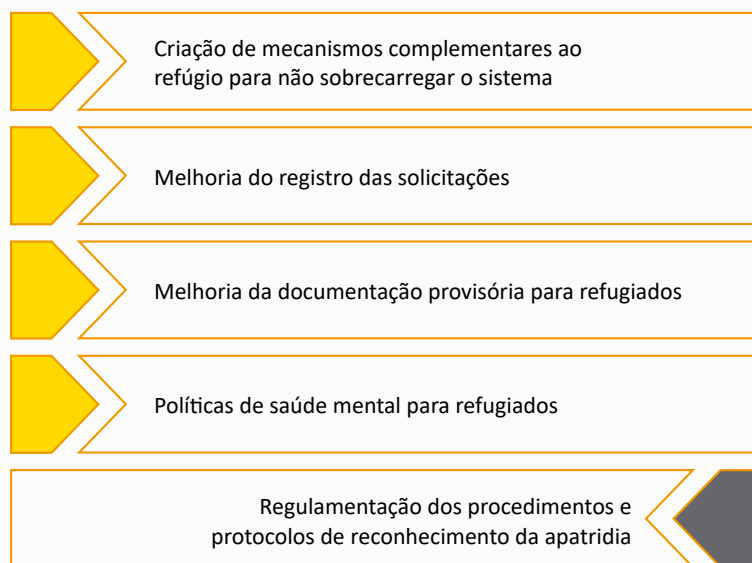 Criação de mecanismos complementares ao
refúgio para não sobrecarregar o sistema
Melhoria do registro das solicitações
Melhoria da documentação provisória para refugiados
Políticas de saúde mental para refugiados
Regulamentação dos procedimentos e
protocolos de reconhecimento da apatridia